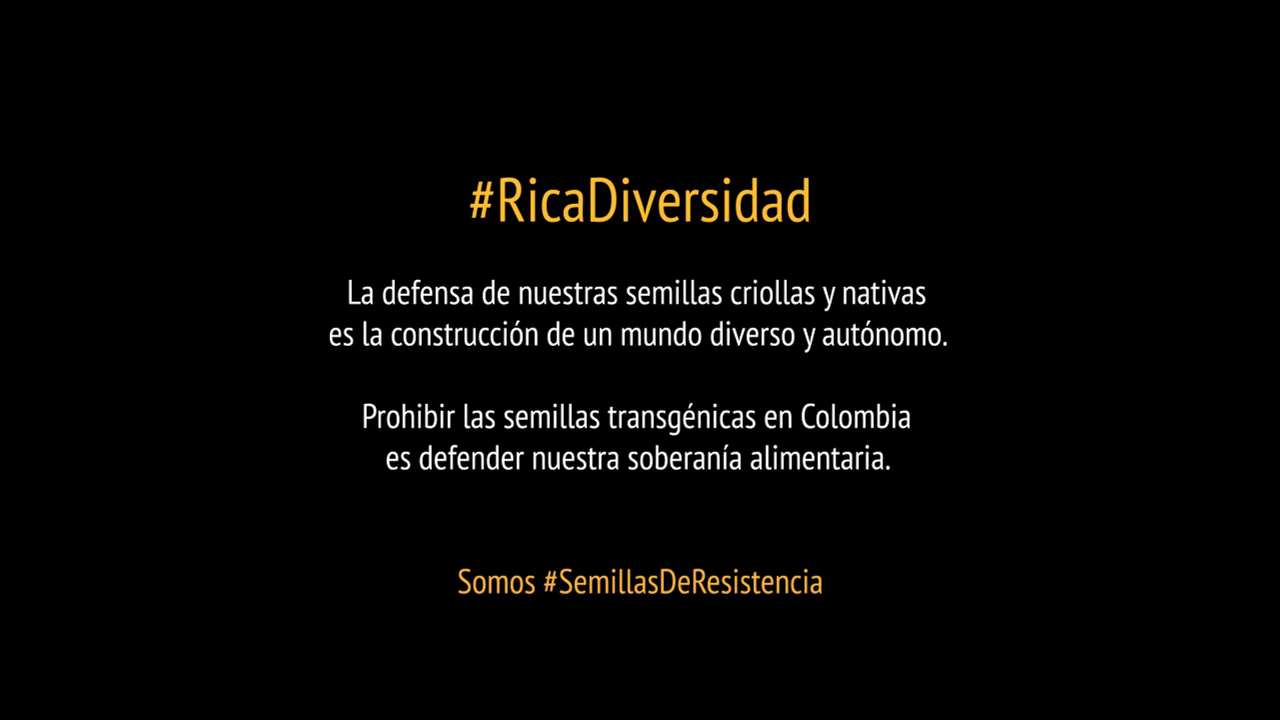 #RicaDiversidad
La defensa de nuestras semillas criollas y nativas
es la construcción de un mundo diverso y autónomo.
Prohibir las semillas transgénicas en Colombia
es defender nuestra soberanía alimentaria.
Somos #SemillasDeResistencia